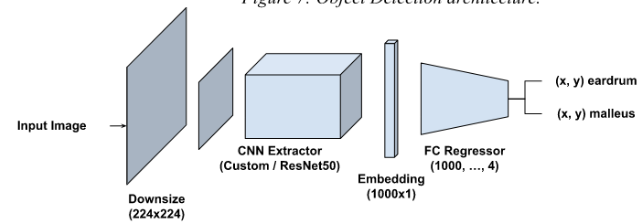 Figure 7: Object Detection architecture.
(x, y) eardrum
Input Image
(x, y) malleus
CNN Extractor
(Custom / ResNet50)
FC Regressor
(1000, …, 4)
Embedding
(1000x1)
Downsize
(224x224)